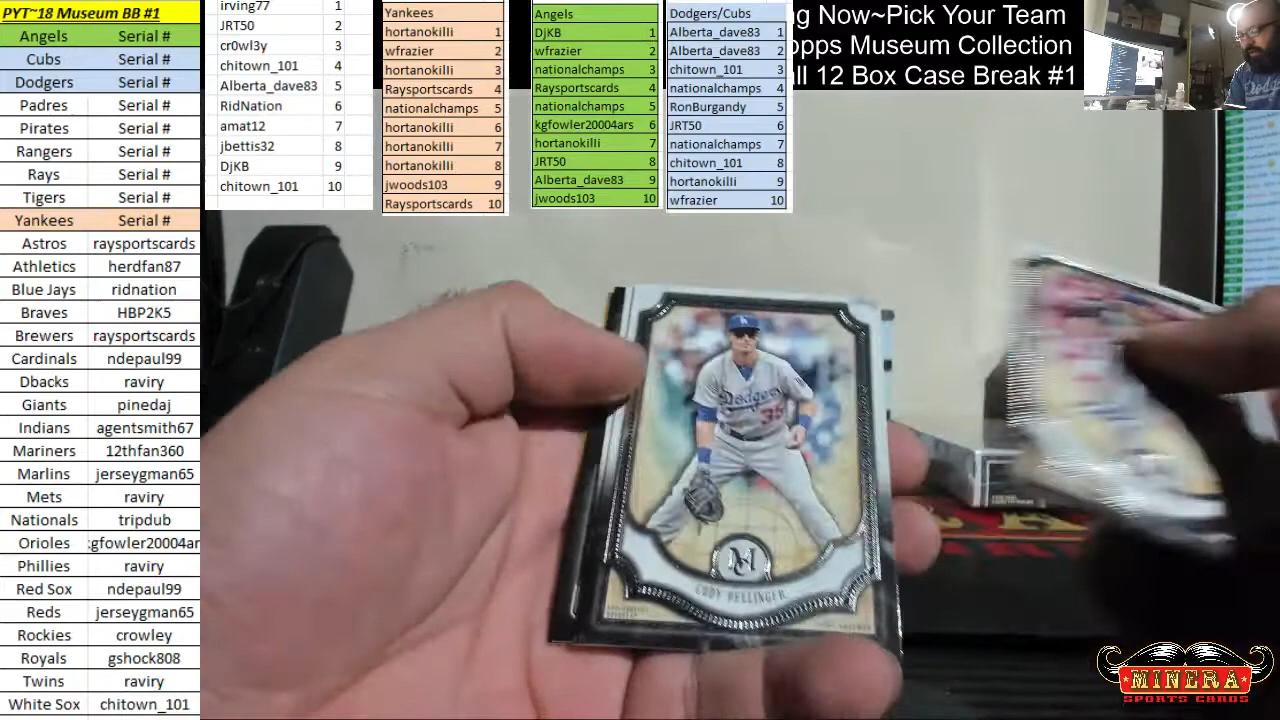 PYT~18 Museum BB #1
Angels Serial #
Cubs Serial #
Dodgers Serial #
Padres Serial #
Pirates Serial #
Rangers Serial #
Rays Serial #
Tigers Serial #
Yankees Serial #
Astros raysportscards
Athletics herdfan87
Blue Jays ridnation
Braves HBP2K5
Brewers raysportscards
Cardinals ndepaul99
Dbacks raviry
Giants pinedaj
Indians agentsmith67
Mariners 12thfan360
Marlins jerseygman65
Mets raviry
Nationals tripdub
Orioles kgfowler20004ar
Phillies raviry
Red Sox ndepaul99
Reds jerseygman65
Rockies crowley
Royals gshock808
Twins raviry
White Sox chitown_101
irving77 1
JRT50 2
cr0wl3y 3
chitown_101 4
Alberta_dave83 5
RidNation 6
amat12 7
jbettis32 8
DjKB 9
chitown_101 10
Yankees
hortanokilli 1
wfrazier 2
hortanokilli 3
Raysportscards 4
nationalchamps 5
hortanokilli 6
hortanokilli 7
hortanokilli 8
jwoods103 9
Raysportscards 10
Angels
DjKB 1
wfrazier 2
nationalchamps 3
Raysportscards 4
nationalchamps 5
kgfowler20004ars 6
hortanokilli 7
JRT50 8
Alberta_dave83 9
jwoods103 10
Dodgers/Cubs
Alberta_dave83 1
Alberta_dave83 2
chitown_101 3
nationalchamps 4
RonBurgandy 5
JRT50 6
nationalchamps 7
chitown_101 8
hortanokilli 9
wfrazier 10
ng Now~Pick Your Team
opps Museum Collection
all 12 Box Case Break #1
Dodgers
35
MC
CODY BELLINGER
MINERA
SPORTS CARDS